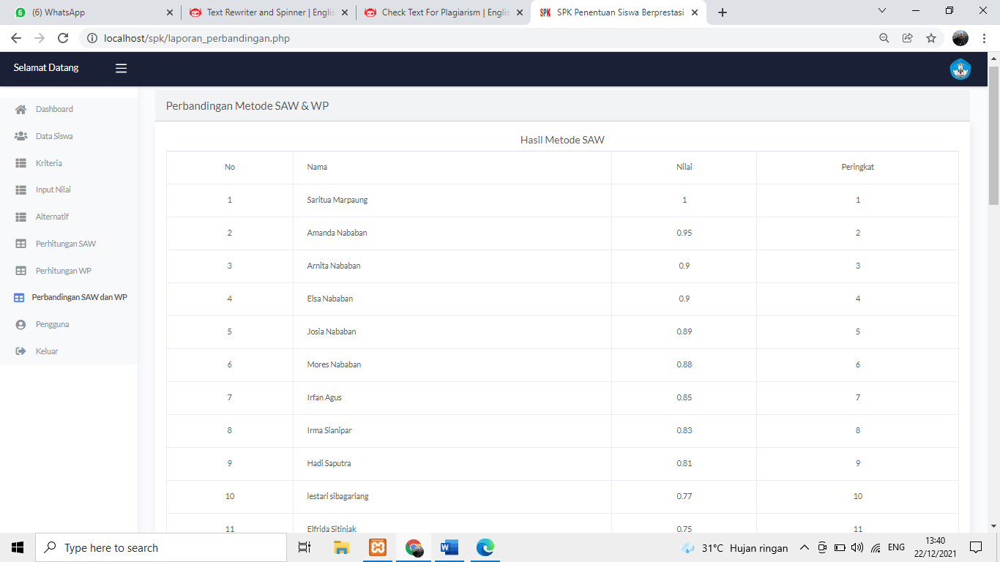 (6) WhatsApp
Text Rewriter and Spinner | Englis
Check Text For Plagiarism | Englis
SPK
SPK Penentuan Siswa Berprestasi
localhost/spk/laporan_perbandingan.php
Selamat Datang
Dashboard
Data Siswa
Kriteria
Input Nilai
Alternatif
Perhitungan SAW
Perhitungan WP
Perbandingan SAW dan WP
Pengguna
Keluar
Perbandingan Metode SAW & WP
Hasil Metode SAW
No Nama Nilai Peringkat
1 Saritua Marpaung 1 1
2 Amanda Nababan 0.95 2
3 Arnita Nababan 0.9 3
4 Elsa Nababan 0.9 4
5 Josia Nababan 0.89 5
6 Mores Nababan 0.88 6
7 Irfan Agus 0.85 7
8 Irma Sianipar 0.83 8
9 Hadi Saputra 0.81 9
10 lestari sibagariang 0.77 10
11 Elfrida Sitinjak 0.75 11
Type here to search
31°C Hujan ringan
ENG
13:40
22/12/2021